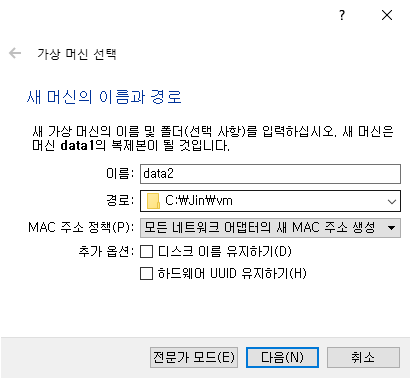 ?
가상 머신 선택
새 머신의 이름과 경로
새 가상 머신의 이름 및 폴더(선택 사항)를 입력하십시오. 새 머신은
머신 data1의 복제본이 될 것입니다.
이름: data2
경로: C:\Jin\vm
MAC 주소 정책(P): 모든 네트워크 어댑터의 새 MAC 주소 생성
추가 옵션: 디스크 이름 유지하기(D)
하드웨어 UUID 유지하기(H)
전문가 모드(E) 다음(N) 취소